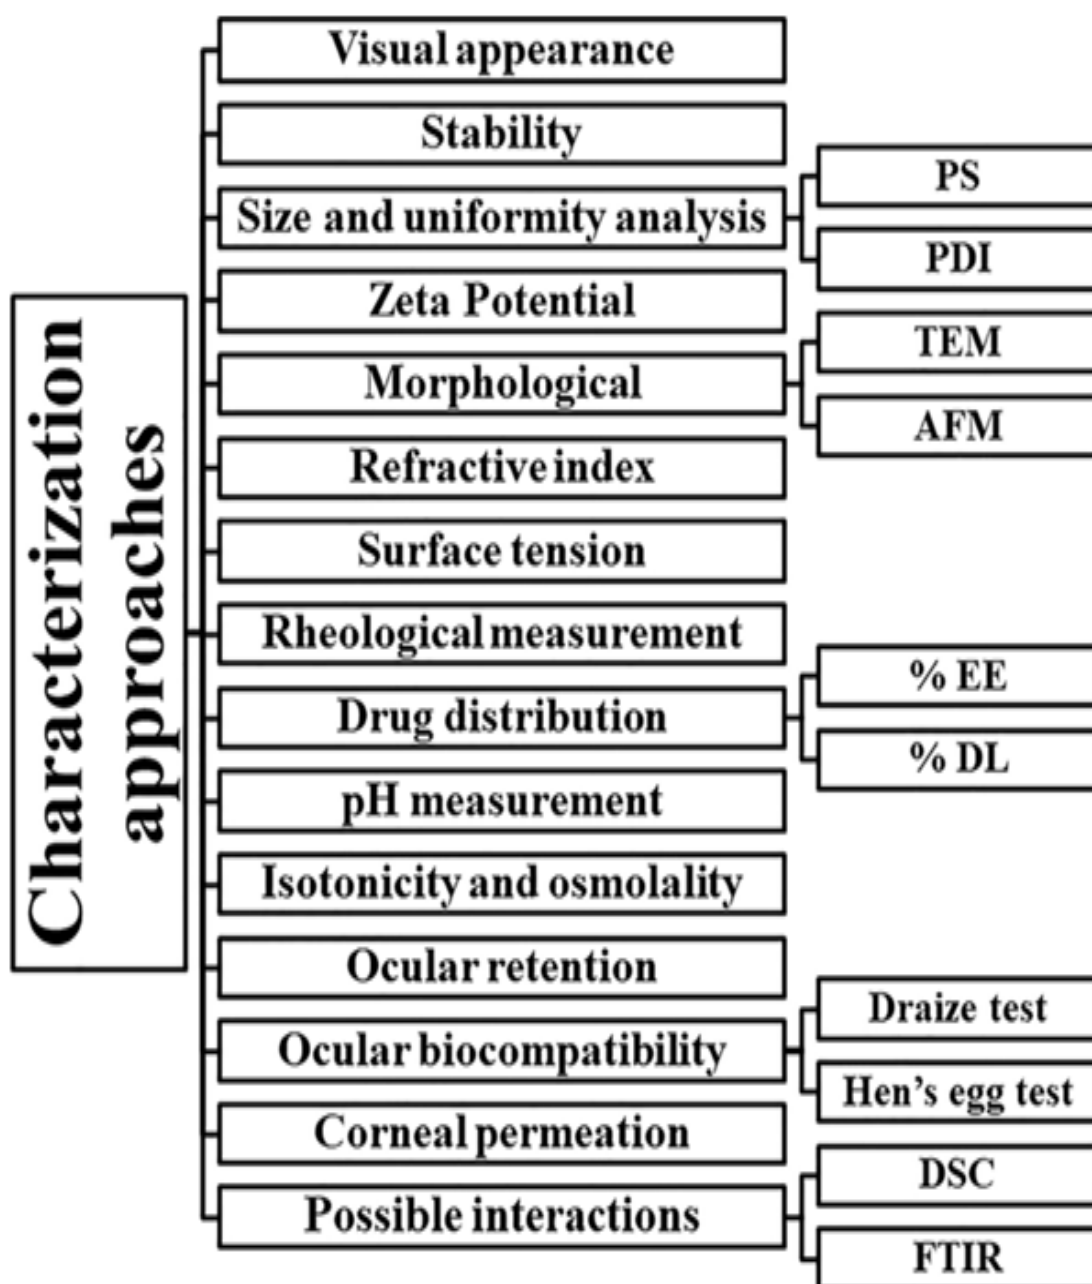 Characterization
approaches
Visual appearance
Stability
Size and uniformity analysis
PS
PDI
Zeta Potential
Morphological
TEM
AFM
Refractive index
Surface tension
Rheological measurement
Drug distribution
% EE
% DL
pH measurement
Isotonicity and osmolality
Ocular retention
Ocular biocompatibility
Draize test
Hen's egg test
Corneal permeation
Possible interactions
DSC
FTIR